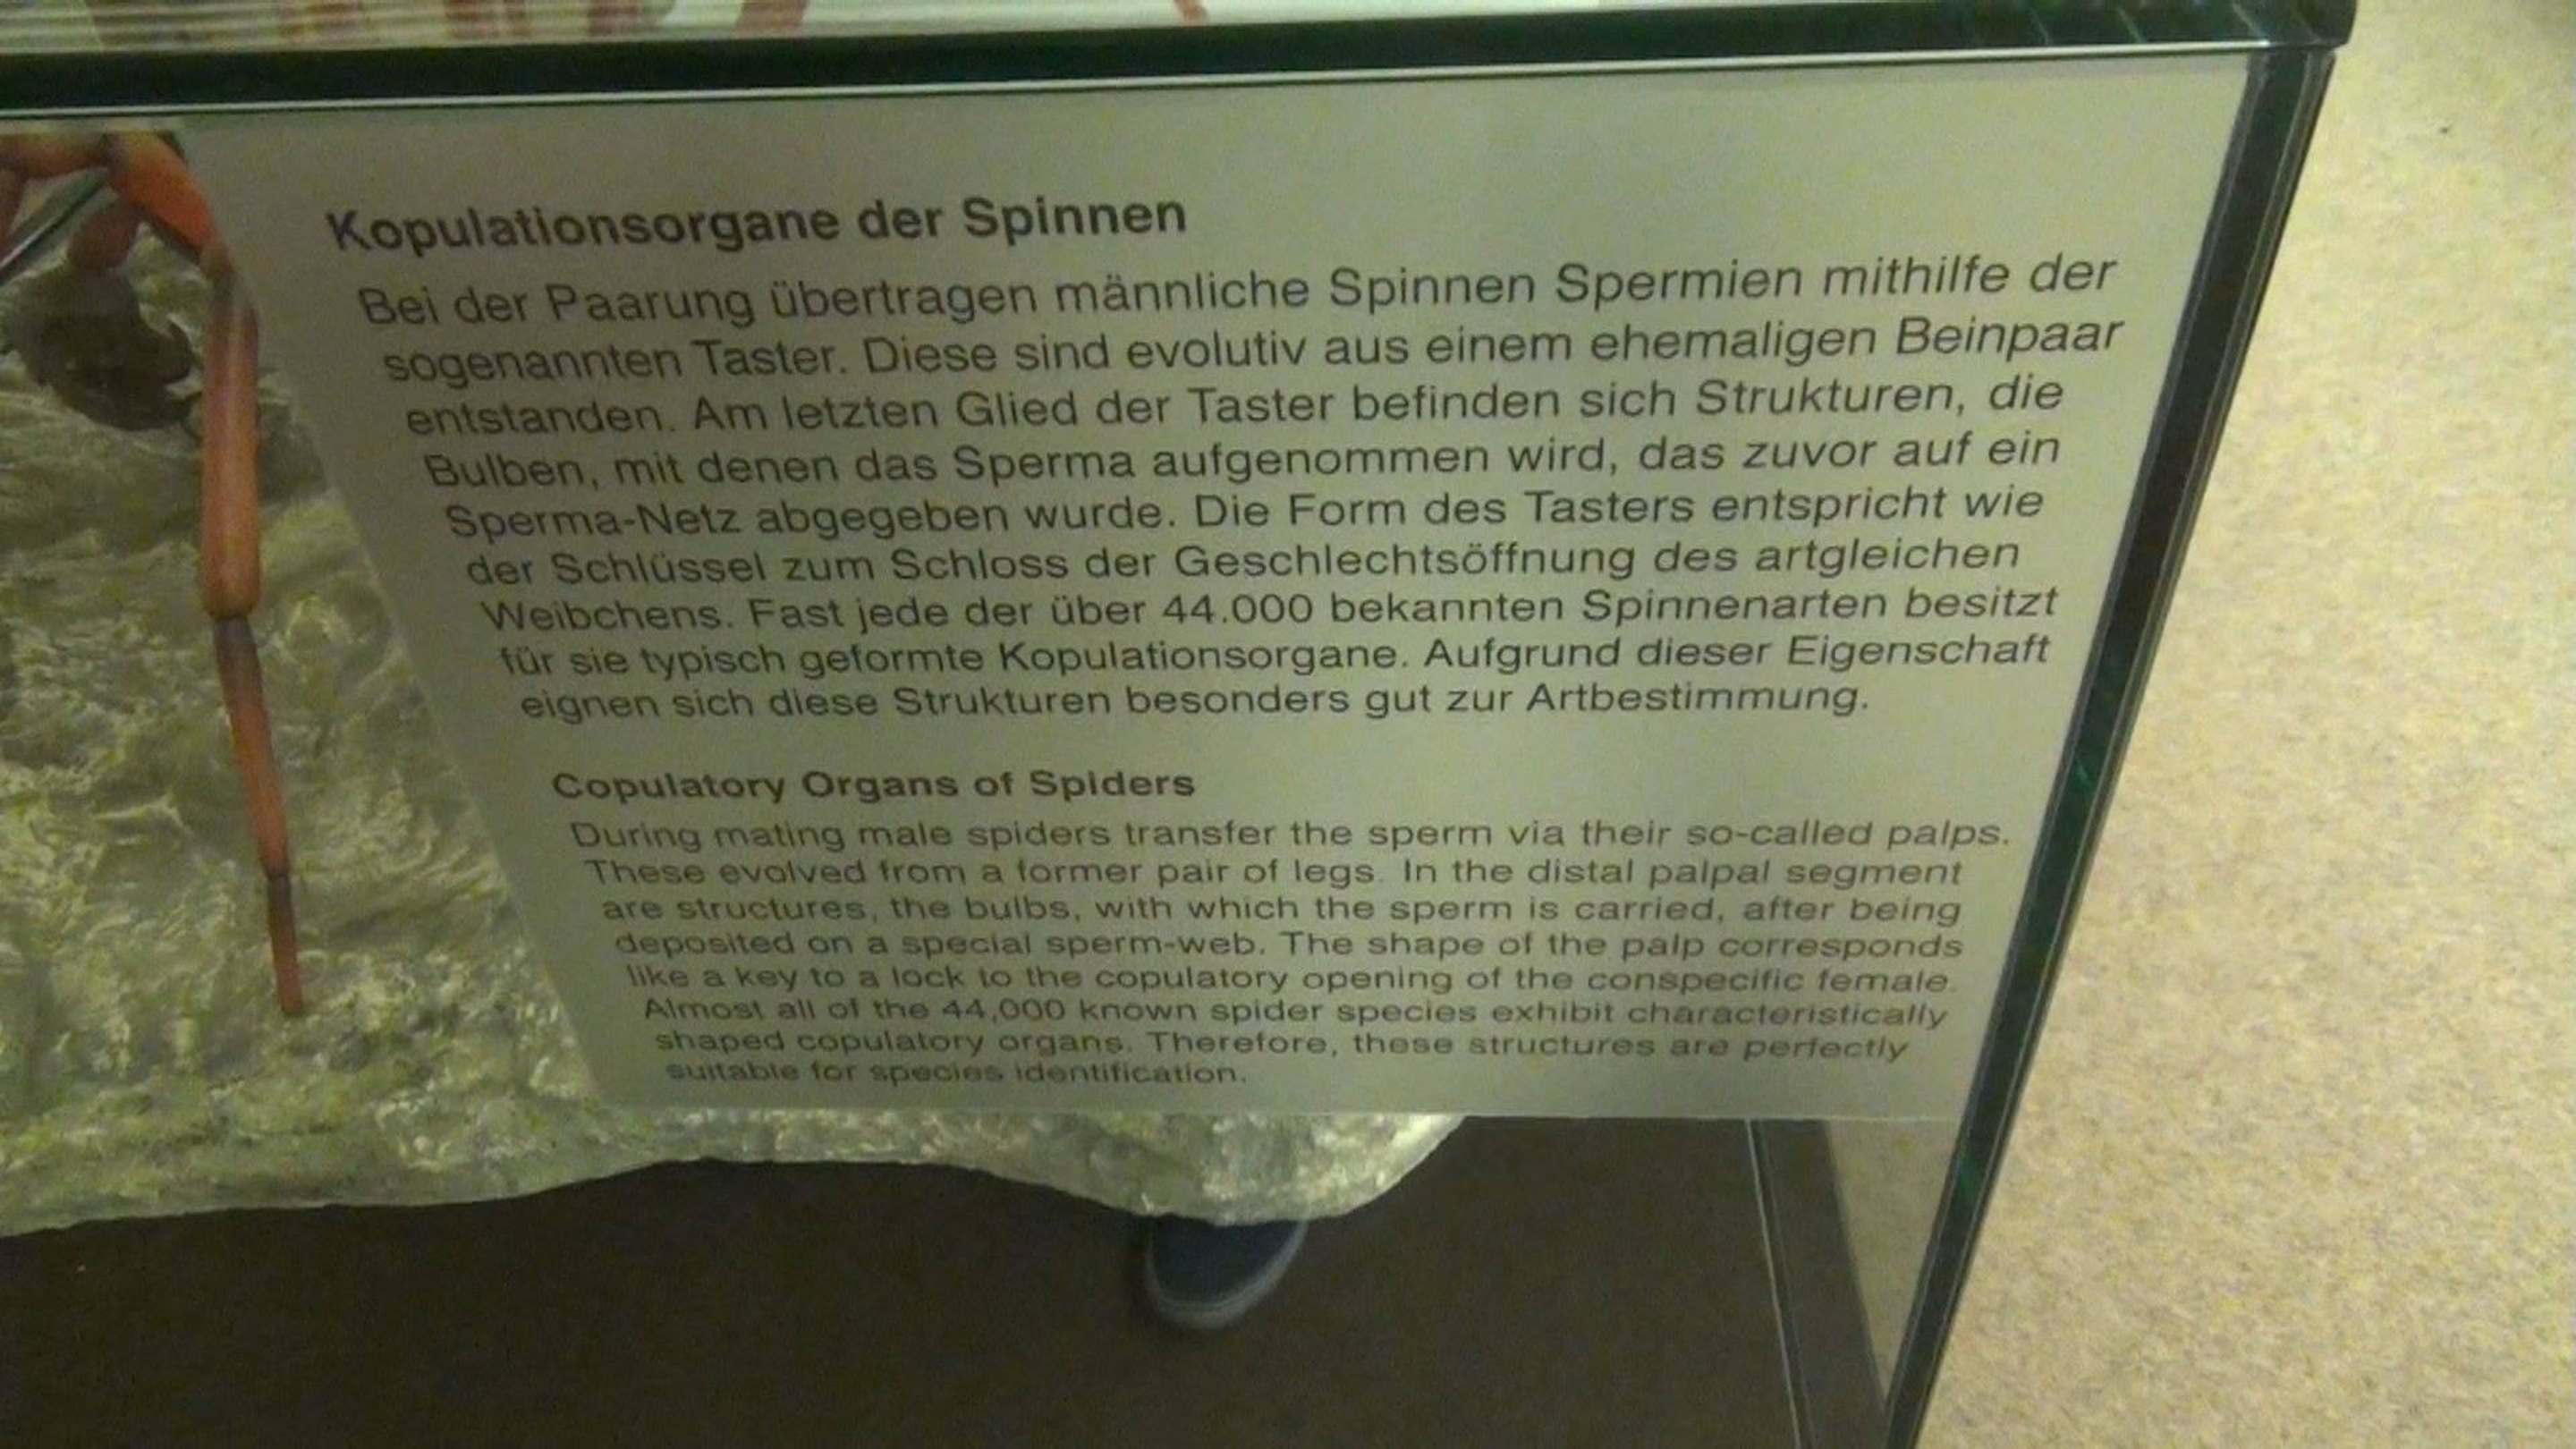 Kopulationsorgane der Spinnen
Bei der Paarung übertragen männliche Spinnen Spermien mithilfe der
sogenannten Taster. Diese sind evolutiv aus einem ehemaligen Beinpaar
entstanden. Am letzten Glied der Taster befinden sich Strukturen, die
Bulben, mit denen das Sperma aufgenommen wird, das zuvor auf ein
Sperma-Netz abgegeben wurde. Die Form des Tasters entspricht wie
der Schlüssel zum Schloss der Geschlechtsöffnung des artgleichen
Weibchens. Fast jede der über 44.000 bekannten Spinnenarten besitzt
für sie typisch geformte Kopulationsorgane. Aufgrund dieser Eigenschaft
eignen sich diese Strukturen besonders gut zur Artbestimmung.
Copulatory Organs of Spiders
During mating male spiders transfer the sperm via their so-called palps.
These evolved from a former pair of legs. In the distal palpal segment
are structures, the bulbs, with which the sperm is carried, after being
deposited on a special sperm-web. The shape of the palp corresponds
like a key to a lock to the copulatory opening of the conspecific female.
Almost all of the 44,000 known spider species exhibit characteristically
shaped copulatory organs. Therefore, these structures are perfectly
suitable for species identification.